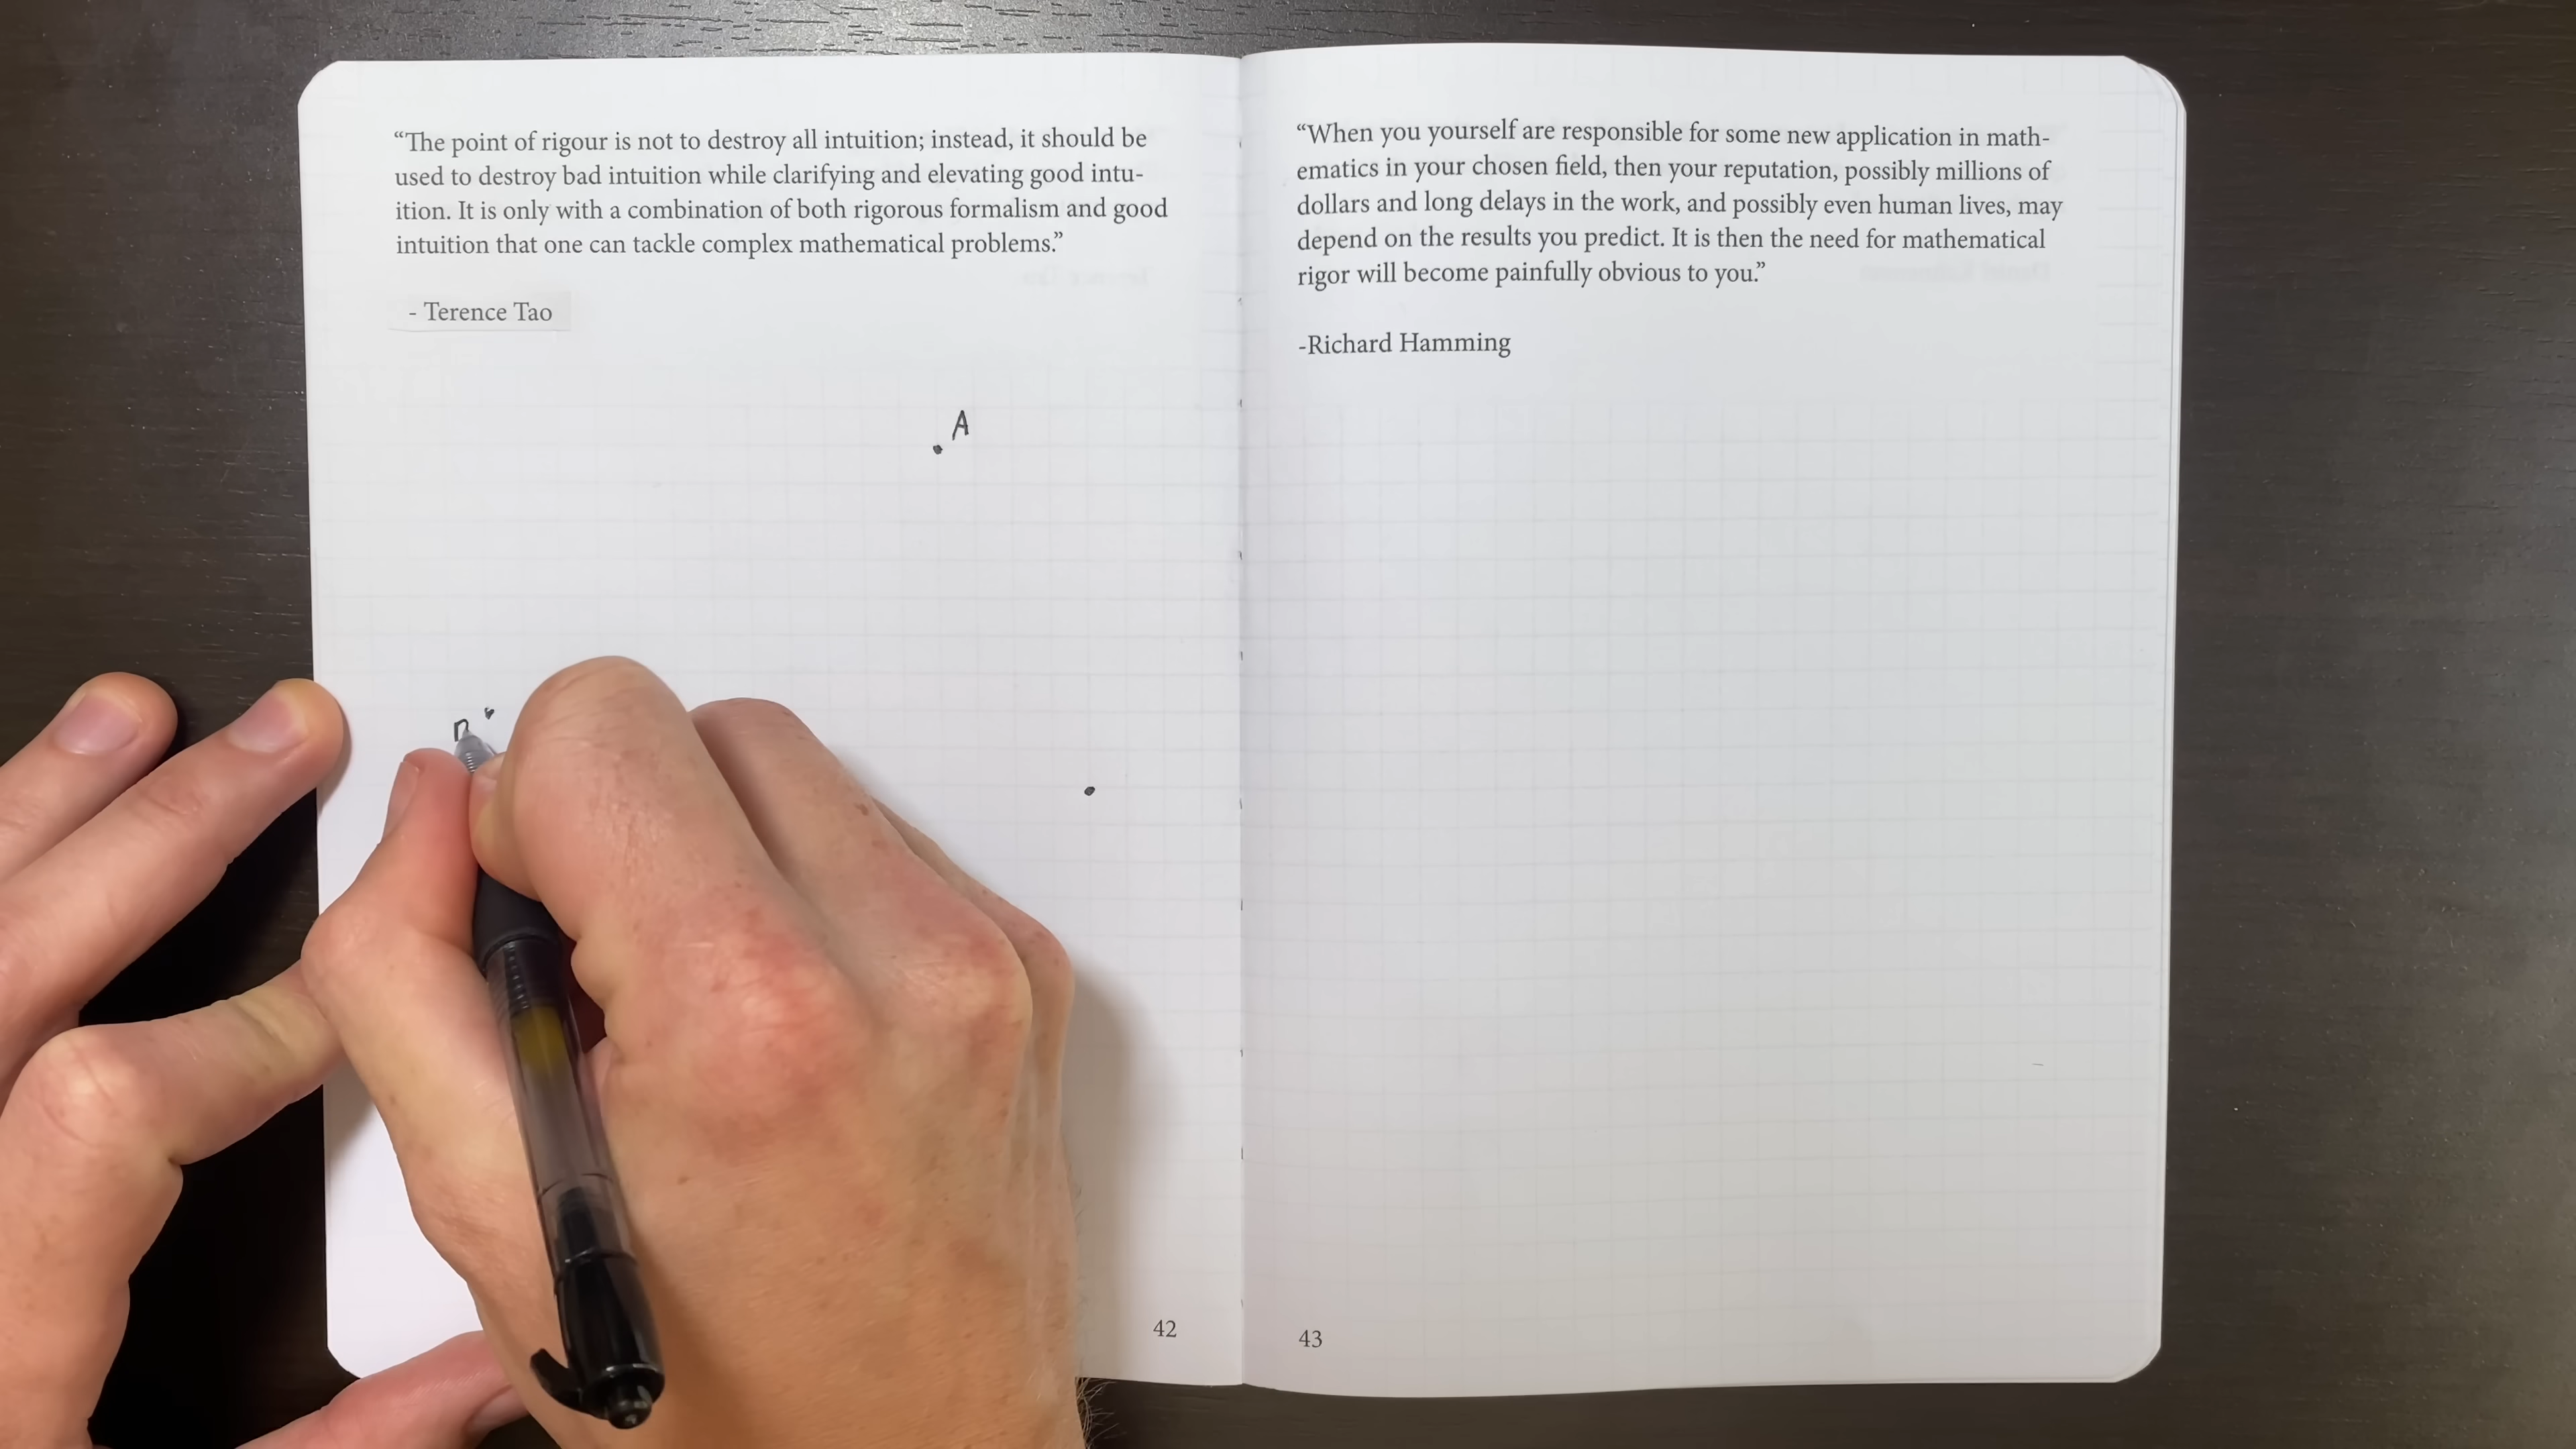 “The point of rigour is not to destroy all intuition; instead, it should be
used to destroy bad intuition while clarifying and elevating good intu-
ition. It is only with a combination of both rigorous formalism and good
intuition that one can tackle complex mathematical problems.”
- Terence Tao
A
42
“When you yourself are responsible for some new application in math-
ematics in your chosen field, then your reputation, possibly millions of
dollars and long delays in the work, and possibly even human lives, may
depend on the results you predict. It is then the need for mathematical
rigor will become painfully obvious to you.”
-Richard Hamming
43